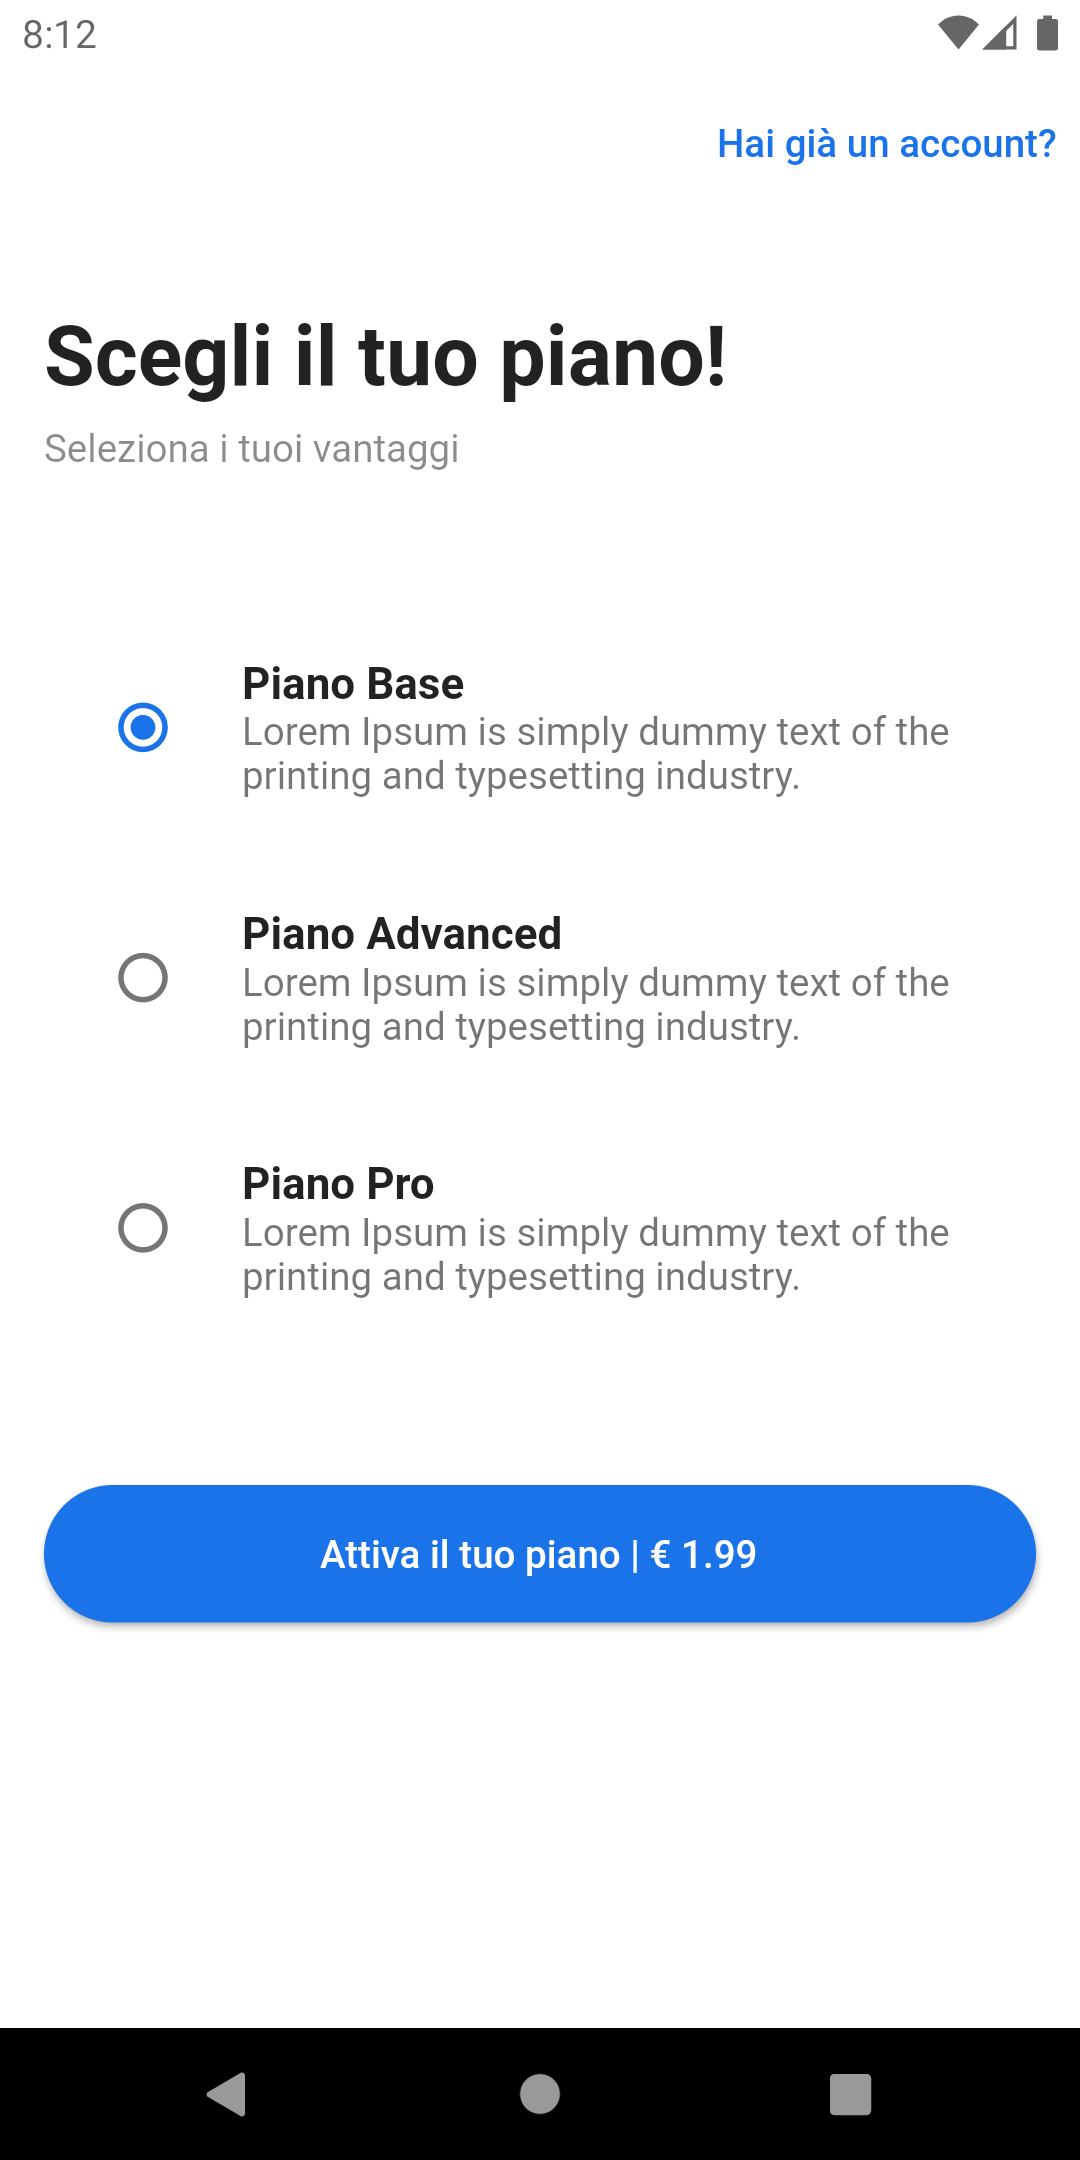 8:12
Hai già un account?
Scegli il tuo piano!
Seleziona i tuoi vantaggi
Piano Base
Lorem Ipsum is simply dummy text of the
printing and typesetting industry.
Piano Advanced
Lorem Ipsum is simply dummy text of the
printing and typesetting industry.
Piano Pro
Lorem Ipsum is simply dummy text of the
printing and typesetting industry.
Attiva il tuo piano | € 1.99